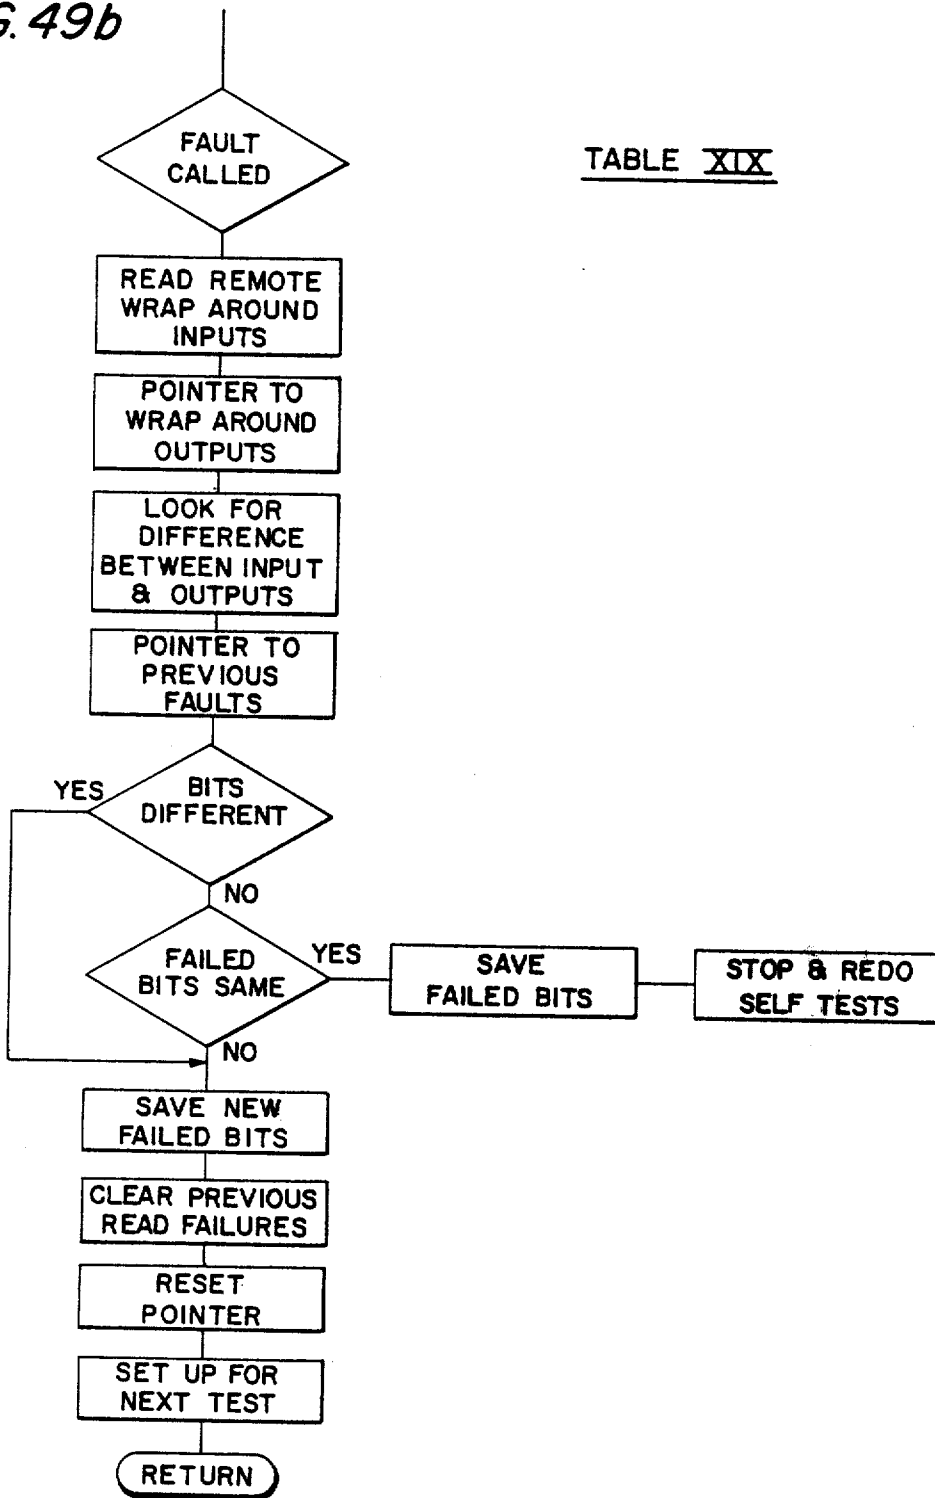 G. 49b
TABLE XIX
FAULT
CALLED
READ REMOTE
WRAP AROUND
INPUTS
POINTER TO
WRAP AROUND
OUTPUTS
LOOK FOR
DIFFERENCE
BETWEEN INPUT
& OUTPUTS
POINTER TO
PREVIOUS
FAULTS
YES
BITS
DIFFERENT
NO
FAILED
BITS SAME
YES
SAVE
FAILED BITS
STOP & REDO
SELF TESTS
NO
SAVE NEW
FAILED BITS
CLEAR PREVIOUS
READ FAILURES
RESET
POINTER
SET UP FOR
NEXT TEST
RETURN